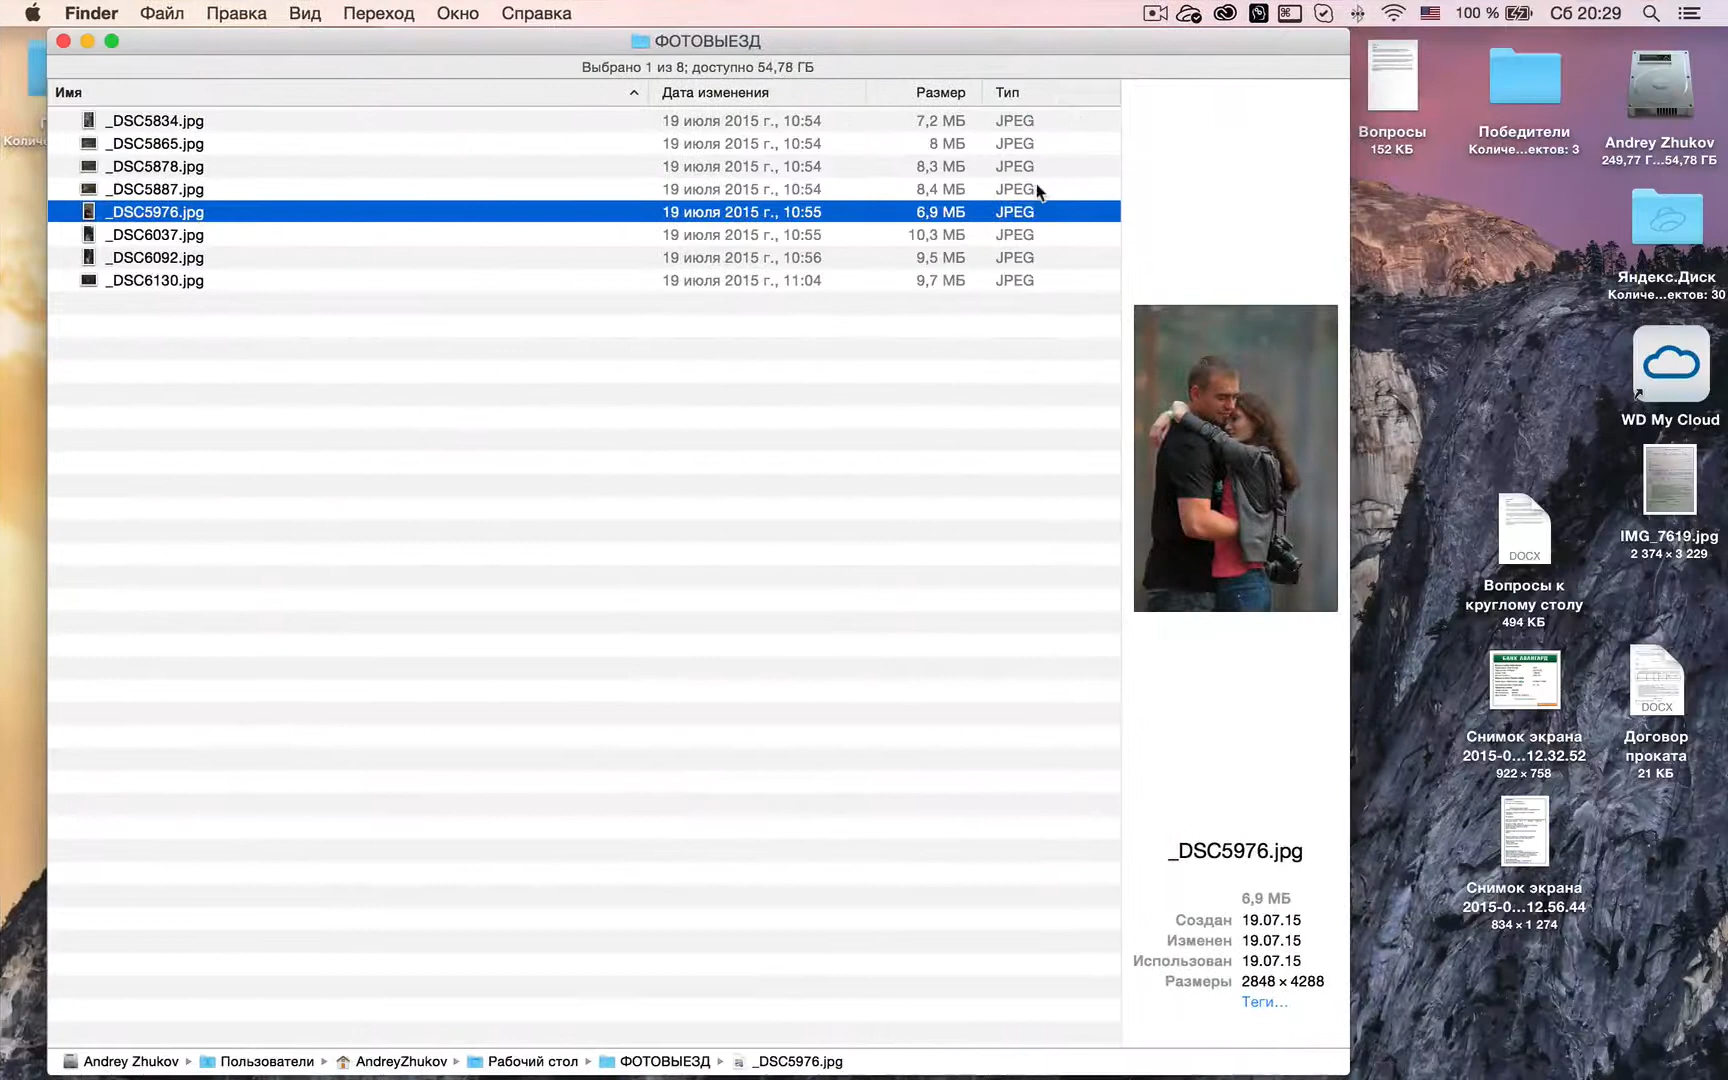 Finder Файл Правка Вид Переход Окно Справка 100 % Сб 20:29
ФОТОВЫЕЗД
Выбрано 1 из 8; доступно 54,78 ГБ
Имя Дата изменения Размер Тип
_DSC5834.jpg 19 июля 2015 г., 10:54 7,2 МБ JPEG
_DSC5865.jpg 19 июля 2015 г., 10:54 8 МБ JPEG
_DSC5878.jpg 19 июля 2015 г., 10:54 8,3 МБ JPEG
_DSC5887.jpg 19 июля 2015 г., 10:54 8,4 МБ JPEG
_DSC5976.jpg 19 июля 2015 г., 10:55 6,9 МБ JPEG
_DSC6037.jpg 19 июля 2015 г., 10:55 10,3 МБ JPEG
_DSC6092.jpg 19 июля 2015 г., 10:56 9,5 МБ JPEG
_DSC6130.jpg 19 июля 2015 г., 11:04 9,7 МБ JPEG
_DSC5976.jpg
6,9 МБ
Создан 19.07.15
Изменен 19.07.15
Использован 19.07.15
Размеры 2848 × 4288
Теги…
Andrey Zhukov Пользователи AndreyZhukov Рабочий стол ФОТОВЫЕЗД _DSC5976.jpg
Вопросы
152 КБ
Победители
Количе...ектов: 3
Andrey Zhukov
249,77 Г...54,78 ГБ
Яндекс.Диск
Количе...ектов: 30
WD My Cloud
IMG_7619.jpg
2 374 × 3 229
DOCX
Вопросы к
круглому столу
494 КБ
БАНК АВАНГАРД
Снимок экрана
2015-0...12.32.52
922 × 758
DOCX
Договор
проката
21 КБ
Снимок экрана
2015-0...12.56.44
834 × 1 274